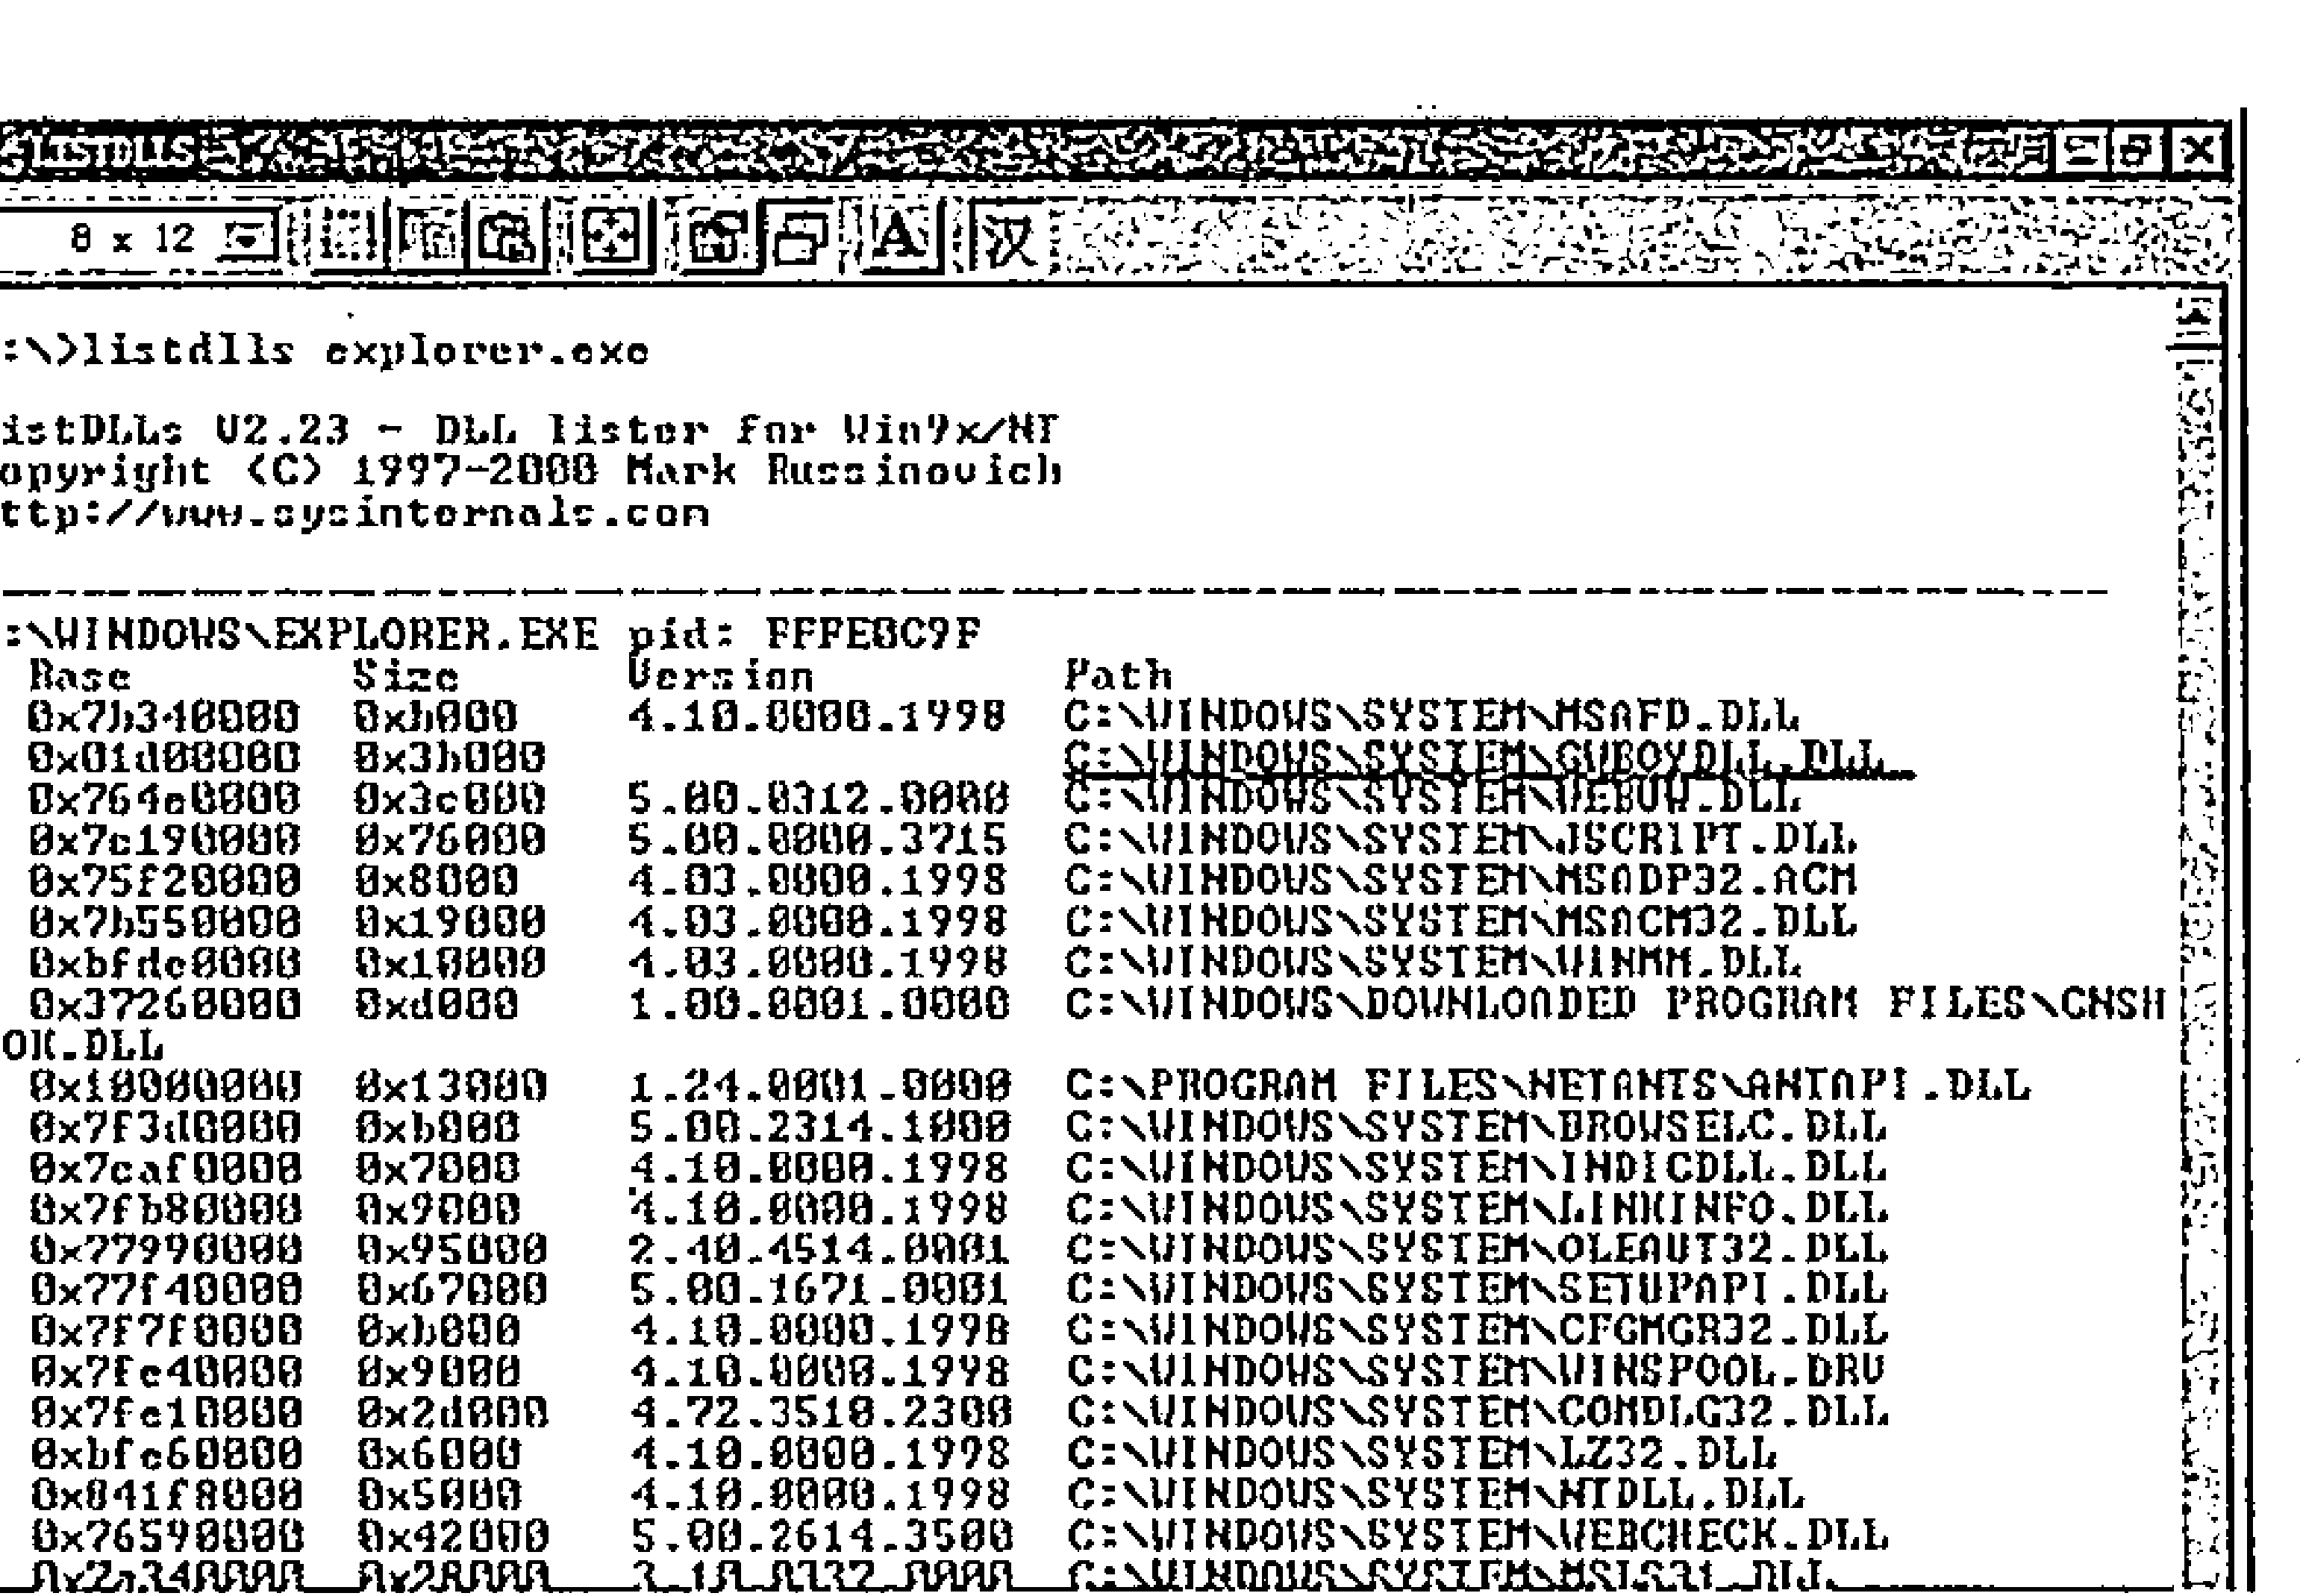 LISTDLLS
8 x 12 A 汉
:\>listdlls explorer.exe
istDLLs V2.23 - DLL lister for Win9x/NT
opyright (C) 1997-2000 Mark Russinovich
ttp://www.sysinternals.com
:\WINDOWS\EXPLORER.EXE pid: FFFE8C9F
Base Size Version Path
0x7b340000 0xb000 4.10.0000.1998 C:\WINDOWS\SYSTEM\MSAFD.DLL
0x01d00000 0x3b000 C:\WINDOWS\SYSTEM\GWBOYDLL.DLL
0x764e0000 0x3c000 5.00.0312.0000 C:\WINDOWS\SYSTEM\WEBVW.DLL
0x7c190000 0x76000 5.00.0000.3715 C:\WINDOWS\SYSTEM\JSCRIPT.DLL
0x75f20000 0x8000 4.03.0000.1998 C:\WINDOWS\SYSTEM\MSADP32.ACM
0x7b550000 0x19000 4.03.0000.1998 C:\WINDOWS\SYSTEM\MSACM32.DLL
0xbfde0000 0x10000 4.03.0000.1998 C:\WINDOWS\SYSTEM\WINMM.DLL
0x37260000 0xd000 1.00.0001.0000 C:\WINDOWS\DOWNLOADED PROGRAM FILES\CNSH
OK.DLL
0x10000000 0x13000 1.24.0001.0000 C:\PROGRAM FILES\NETANTS\ANTAPI.DLL
0x7f3d0000 0xb000 5.00.2314.1000 C:\WINDOWS\SYSTEM\BROWSELC.DLL
0x7caf0000 0x7000 4.10.0000.1998 C:\WINDOWS\SYSTEM\INDICDLL.DLL
0x7fb80000 0x9000 4.10.0000.1998 C:\WINDOWS\SYSTEM\LINKINFO.DLL
0x77990000 0x95000 2.40.4514.0001 C:\WINDOWS\SYSTEM\OLEAUT32.DLL
0x77f40000 0x67000 5.00.1671.0001 C:\WINDOWS\SYSTEM\SETUPAPI.DLL
0x7f7f0000 0xb000 4.10.0000.1998 C:\WINDOWS\SYSTEM\CFGMGR32.DLL
0x7fe40000 0x9000 4.10.0000.1998 C:\WINDOWS\SYSTEM\WINSPOOL.DRV
0x7fe10000 0x2d000 4.72.3510.2300 C:\WINDOWS\SYSTEM\COMDLG32.DLL
0xbfe60000 0x6000 4.10.0000.1998 C:\WINDOWS\SYSTEM\LZ32.DLL
0x841f8000 0x5000 4.10.0000.1998 C:\WINDOWS\SYSTEM\NTDLL.DLL
0x76590000 0x42000 5.00.2614.3500 C:\WINDOWS\SYSTEM\WEBCHECK.DLL
0x28000 C:\WINDOWS\SYSTEM\MSLS31.DLL